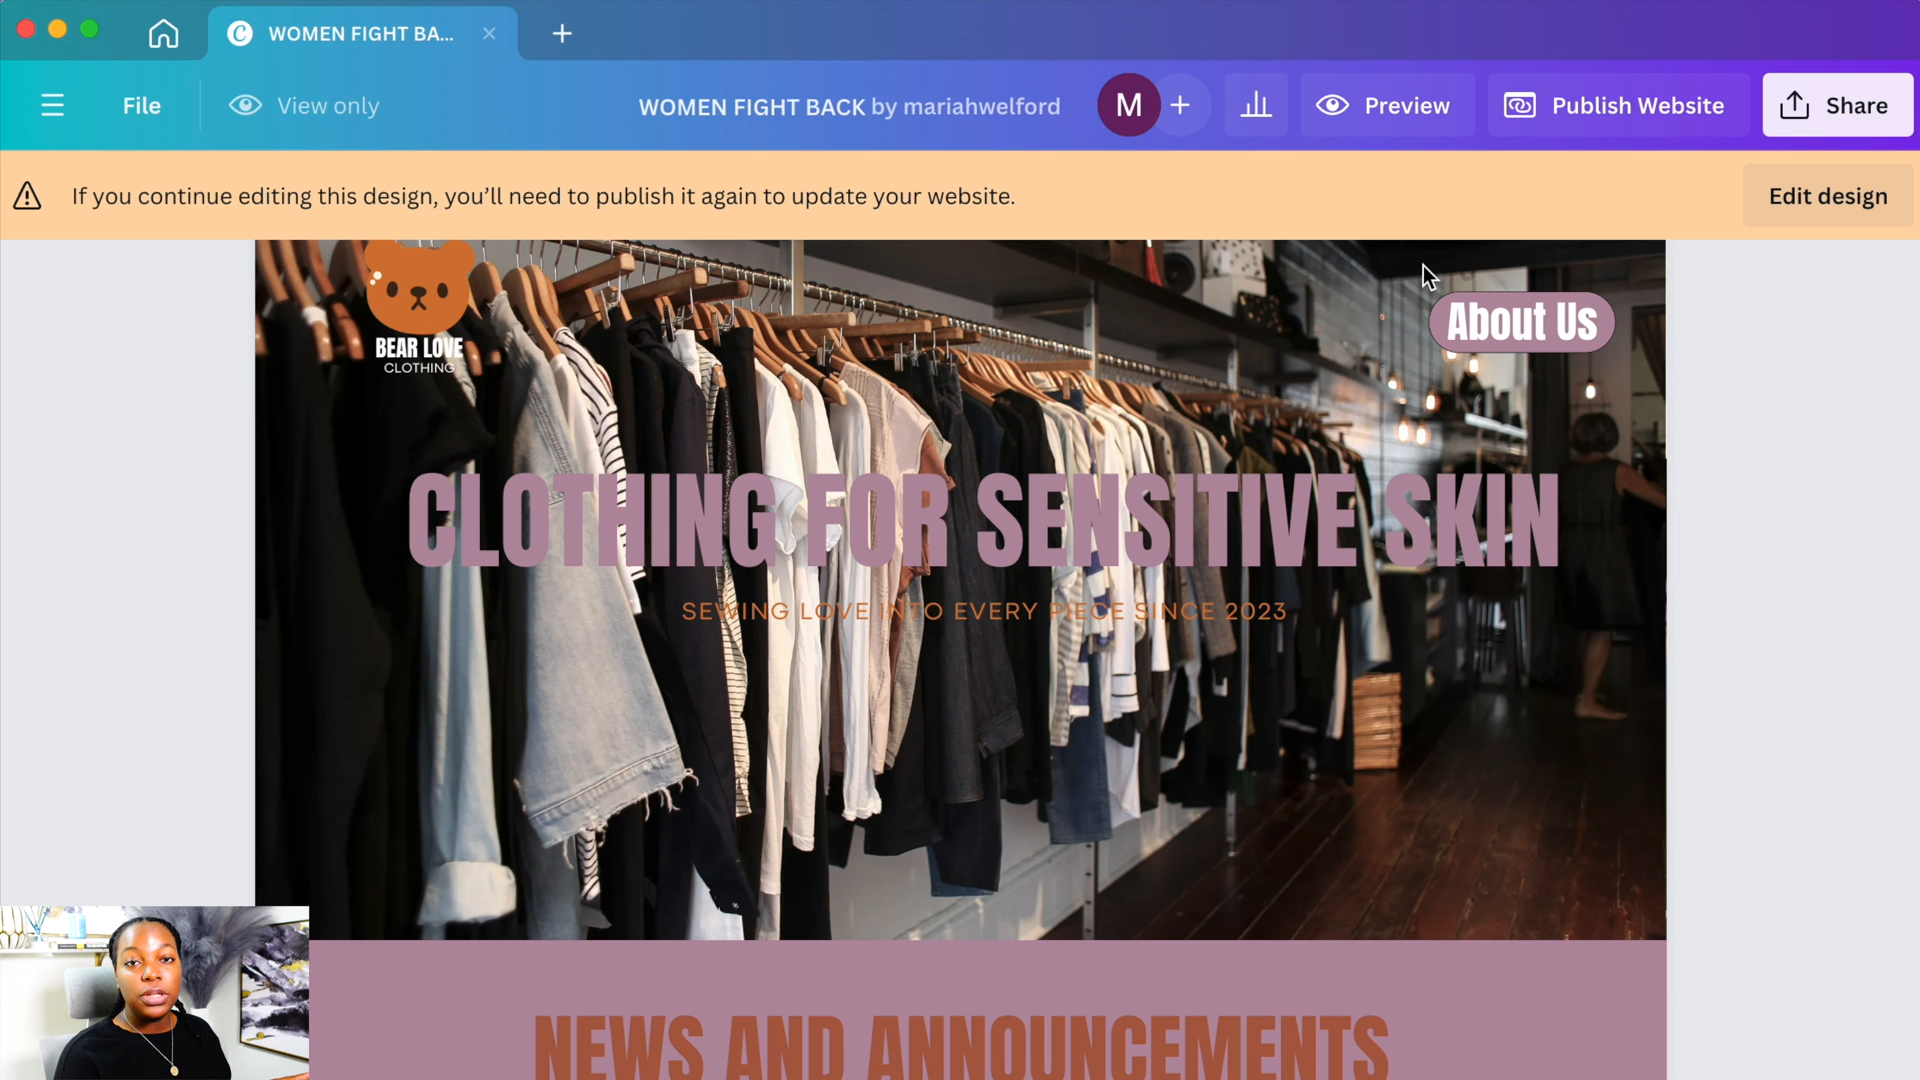 WOMEN FIGHT BA...
File
View only
WOMEN FIGHT BACK by mariahwelford
M
Preview
Publish Website
Share
If you continue editing this design, you’ll need to publish it again to update your website.
Edit design
BEAR LOVE
CLOTHING
About Us
CLOTHING FOR SENSITIVE SKIN
SEWING LOVE INTO EVERY PIECE SINCE 2023
NEWS AND ANNOUNCEMENTS